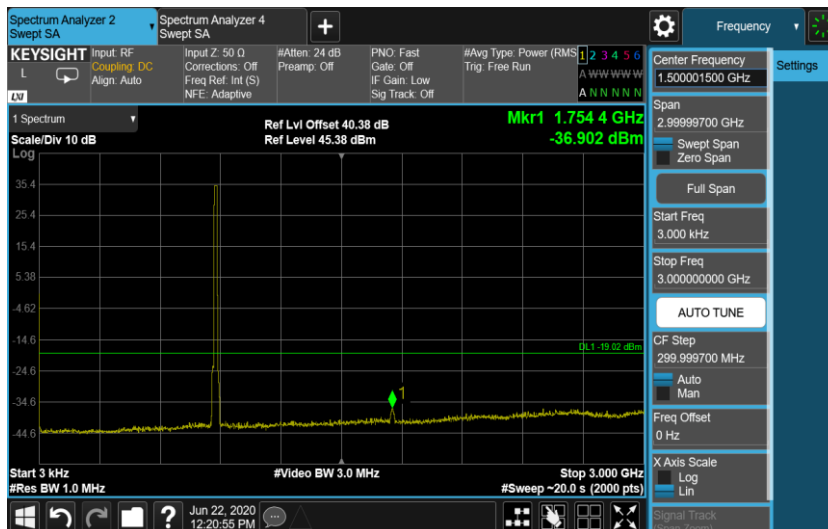 Spectrum Analyzer 2
Swept SA
Spectrum Analyzer 4
Swept SA
+
Frequency
KEYSIGHT
L
LXI
Input: RF
Coupling: DC
Align: Auto
Input Z: 50 Ω
Corrections: Off
Freq Ref: Int (S)
NFE: Adaptive
#Atten: 24 dB
Preamp: Off
PNO: Fast
Gate: Off
IF Gain: Low
Sig Track: Off
#Avg Type: Power (RMS
Trig: Free Run
1 2 3 4 5 6
A W W W W W
A N N N N N
1 Spectrum
Scale/Div 10 dB
Log
Ref Lvl Offset 40.38 dB
Ref Level 45.38 dBm
Mkr1 1.754 4 GHz
-36.902 dBm
35.4
25.4
15.4
5.38
-4.62
-14.6
-24.6
-34.6
-44.6
DL1 -19.02 dBm
1
Start 3 kHz
#Res BW 1.0 MHz
#Video BW 3.0 MHz
Stop 3.000 GHz
#Sweep ~20.0 s (2000 pts)
Settings
Center Frequency
1.500001500 GHz
Span
2.99999700 GHz
Swept Span
Zero Span
Full Span
Start Freq
3.000 kHz
Stop Freq
3.000000000 GHz
AUTO TUNE
CF Step
299.999700 MHz
Auto
Man
Freq Offset
0 Hz
X Axis Scale
Log
Lin
Signal Track
?
Jun 22, 2020
12:20:55 PM